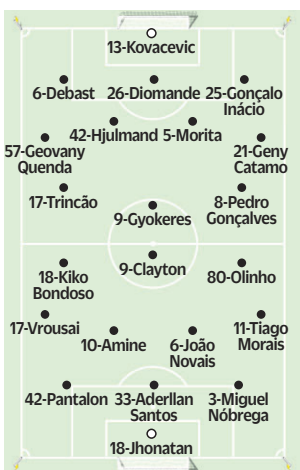 13-Kovacevic
6-Debast 26-Diomande 25-Gonçalo
Inácio
42-Hjulmand 5-Morita
57-Geovany
Quenda
21-Geny
Catamo
17-Trincão
8-Pedro
Gonçalves
9-Gyokeres
9-Clayton
18-Kiko
Bondoso
80-Olinho
17-Vrousai
11-Tiago
Morais
10-Amine
6-João
Novais
42-Pantalon
33-Aderllan
Santos
3-Miguel
Nóbrega
18-Jhonatan